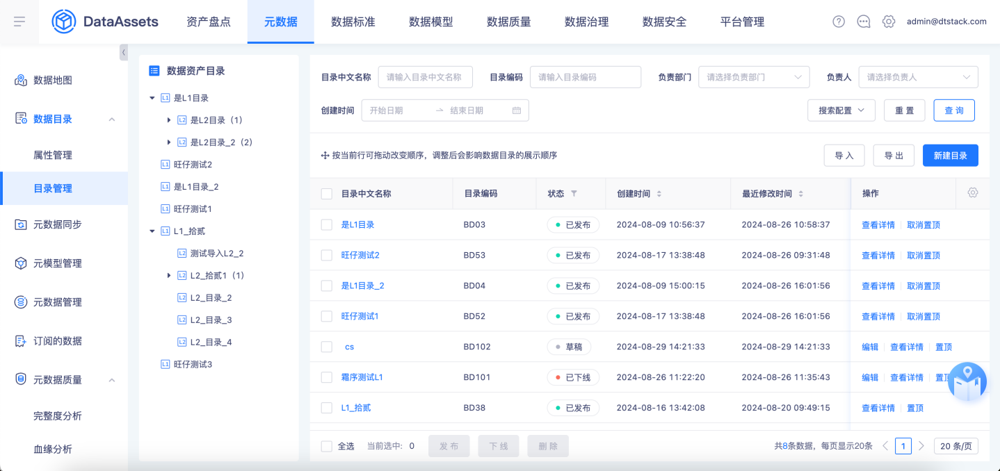 DataAssets 资产盘点 元数据 数据标准 数据模型 数据质量 数据治理 数据安全 平台管理 admin@dtstack.com
数据地图
数据目录
属性管理
目录管理
元数据同步
元模型管理
元数据管理
订阅的数据
元数据质量
完整度分析
血缘分析
数据资产目录
L1 是L1目录
L2 是L2目录（1）
L2 是L2目录_2（2）
L1 旺仔测试2
L1 是L1目录_2
L1 旺仔测试1
L1 L1_拾贰
L2 测试导入L2_2
L2 L2_拾贰1（1）
L2 L2_目录_2
L2 L2_目录_3
L2 L2_目录_4
L1 旺仔测试3
目录中文名称 请输入目录中文名称 目录编码 请输入目录编码 负责部门 请选择负责部门 负责人 请选择负责人
创建时间 开始日期 → 结束日期 搜索配置 重 置 查 询
按当前行可拖动改变顺序，调整后会影响数据目录的展示顺序 导 入 导 出 新建目录
目录中文名称 目录编码 状态 创建时间 最近修改时间 操作
是L1目录 BD03 已发布 2024-08-09 10:56:37 2024-08-26 10:58:37 查看详情 取消置顶
旺仔测试2 BD53 已发布 2024-08-17 13:38:48 2024-08-26 09:31:48 查看详情 取消置顶
是L1目录_2 BD04 已发布 2024-08-09 15:00:15 2024-08-26 16:01:56 查看详情 取消置顶
旺仔测试1 BD52 已发布 2024-08-17 13:38:48 2024-08-26 16:01:56 查看详情 取消置顶
cs BD102 草稿 2024-08-29 14:21:33 2024-08-29 14:21:33 编辑 查看详情 置顶
霜序测试L1 BD101 已下线 2024-08-26 11:22:20 2024-08-26 11:35:43 编辑 查看详情 置顶
L1_拾贰 BD38 已发布 2024-08-16 13:42:08 2024-08-20 09:49:15 查看详情 置顶
全选 当前选中: 0 发 布 下 线 删 除 共8条数据，每页显示20条 1 20 条/页